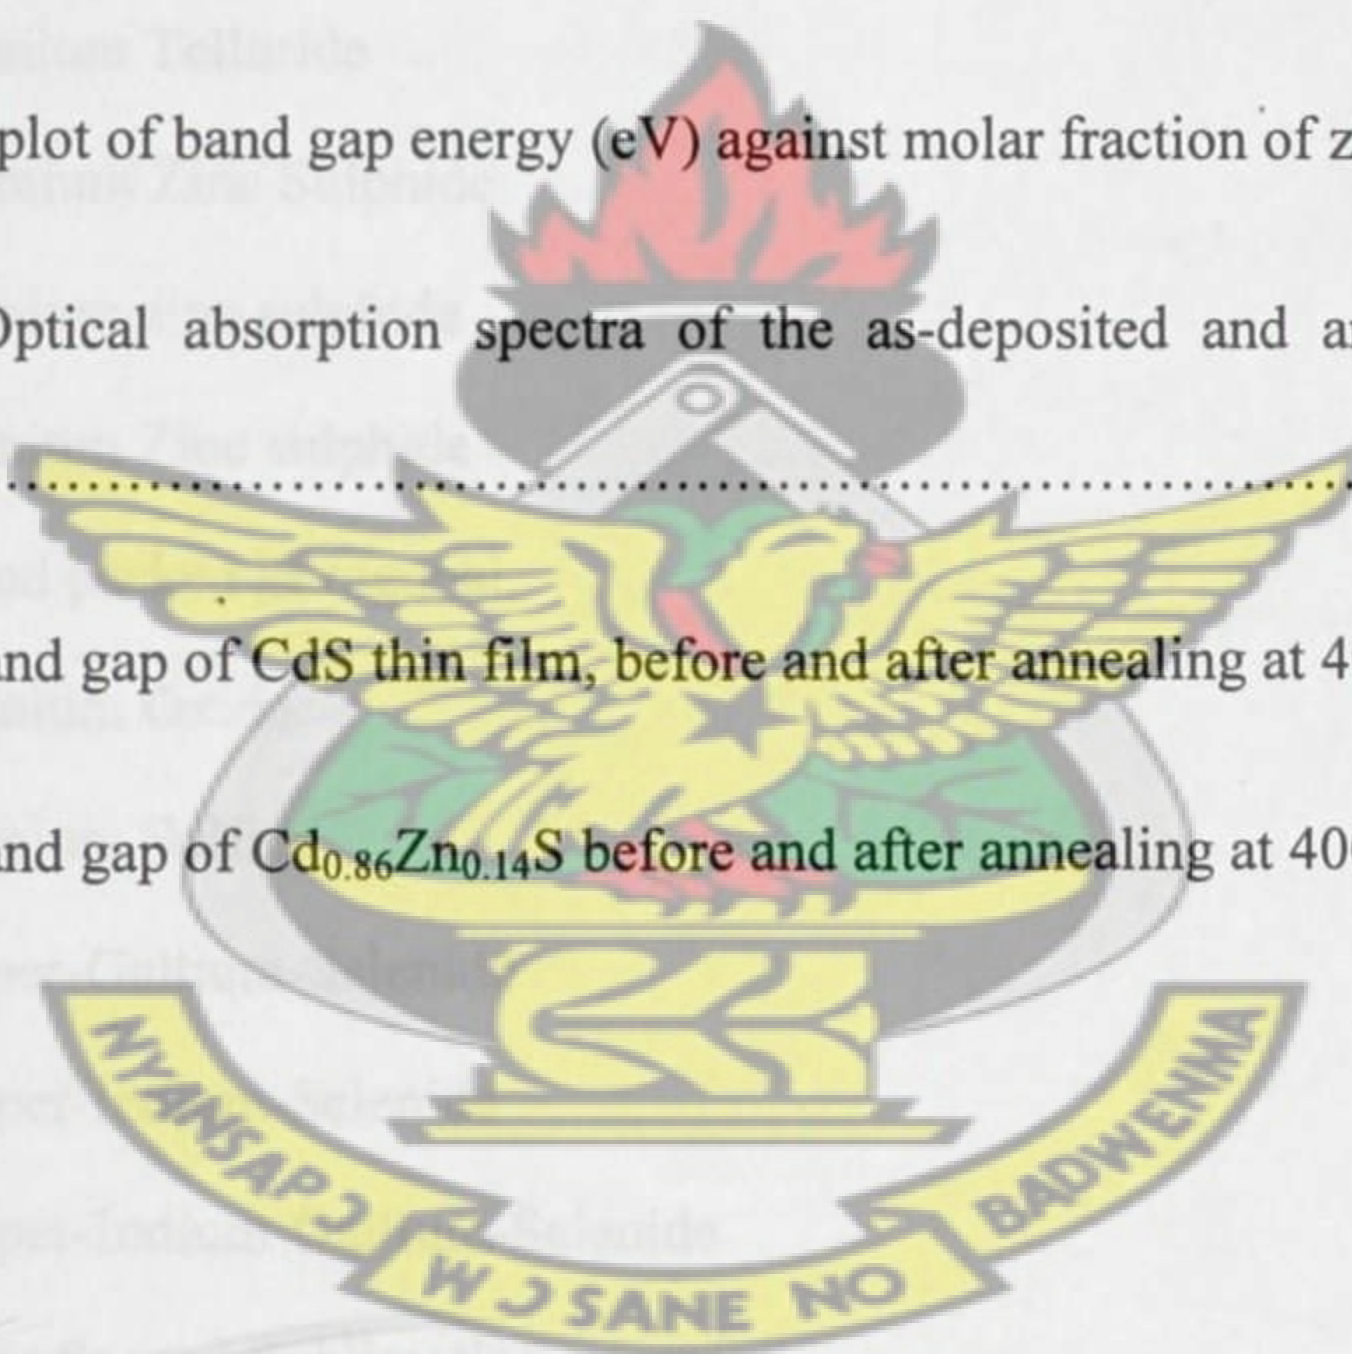 plot of band gap energy (eV) against molar fraction of z
Optical absorption spectra of the as-deposited and a
........................................................................
nd gap of CdS thin film, before and after annealing at 4
nd gap of Cd₀.₈₆Zn₀.₁₄S before and after annealing at 40
NYANSAPƆ WƆSANE NO BADWENMA